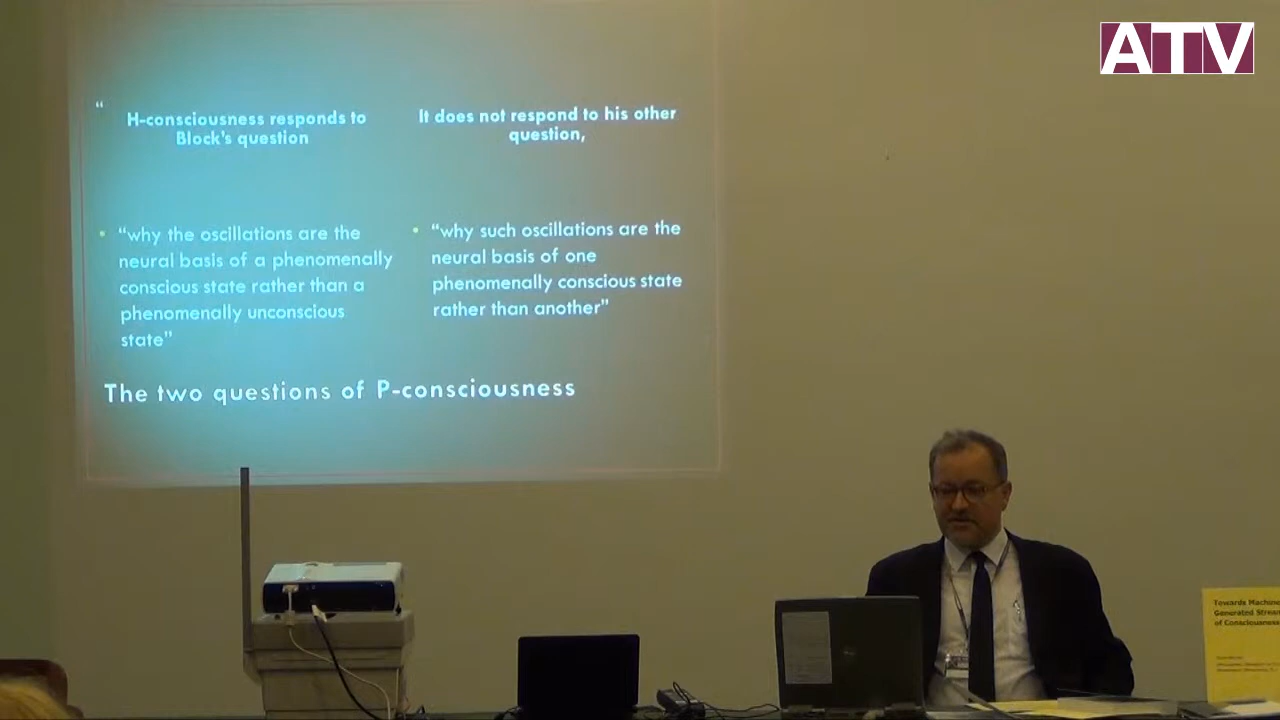 ATV
“
H-consciousness responds to
Block's question
It does not respond to his other
question,
• “why the oscillations are the
neural basis of a phenomenally
conscious state rather than a
phenomenally unconscious
state”
• “why such oscillations are the
neural basis of one
phenomenally conscious state
rather than another”
The two questions of P-consciousness
Towards Machine
Generated Stream
of Consciousness